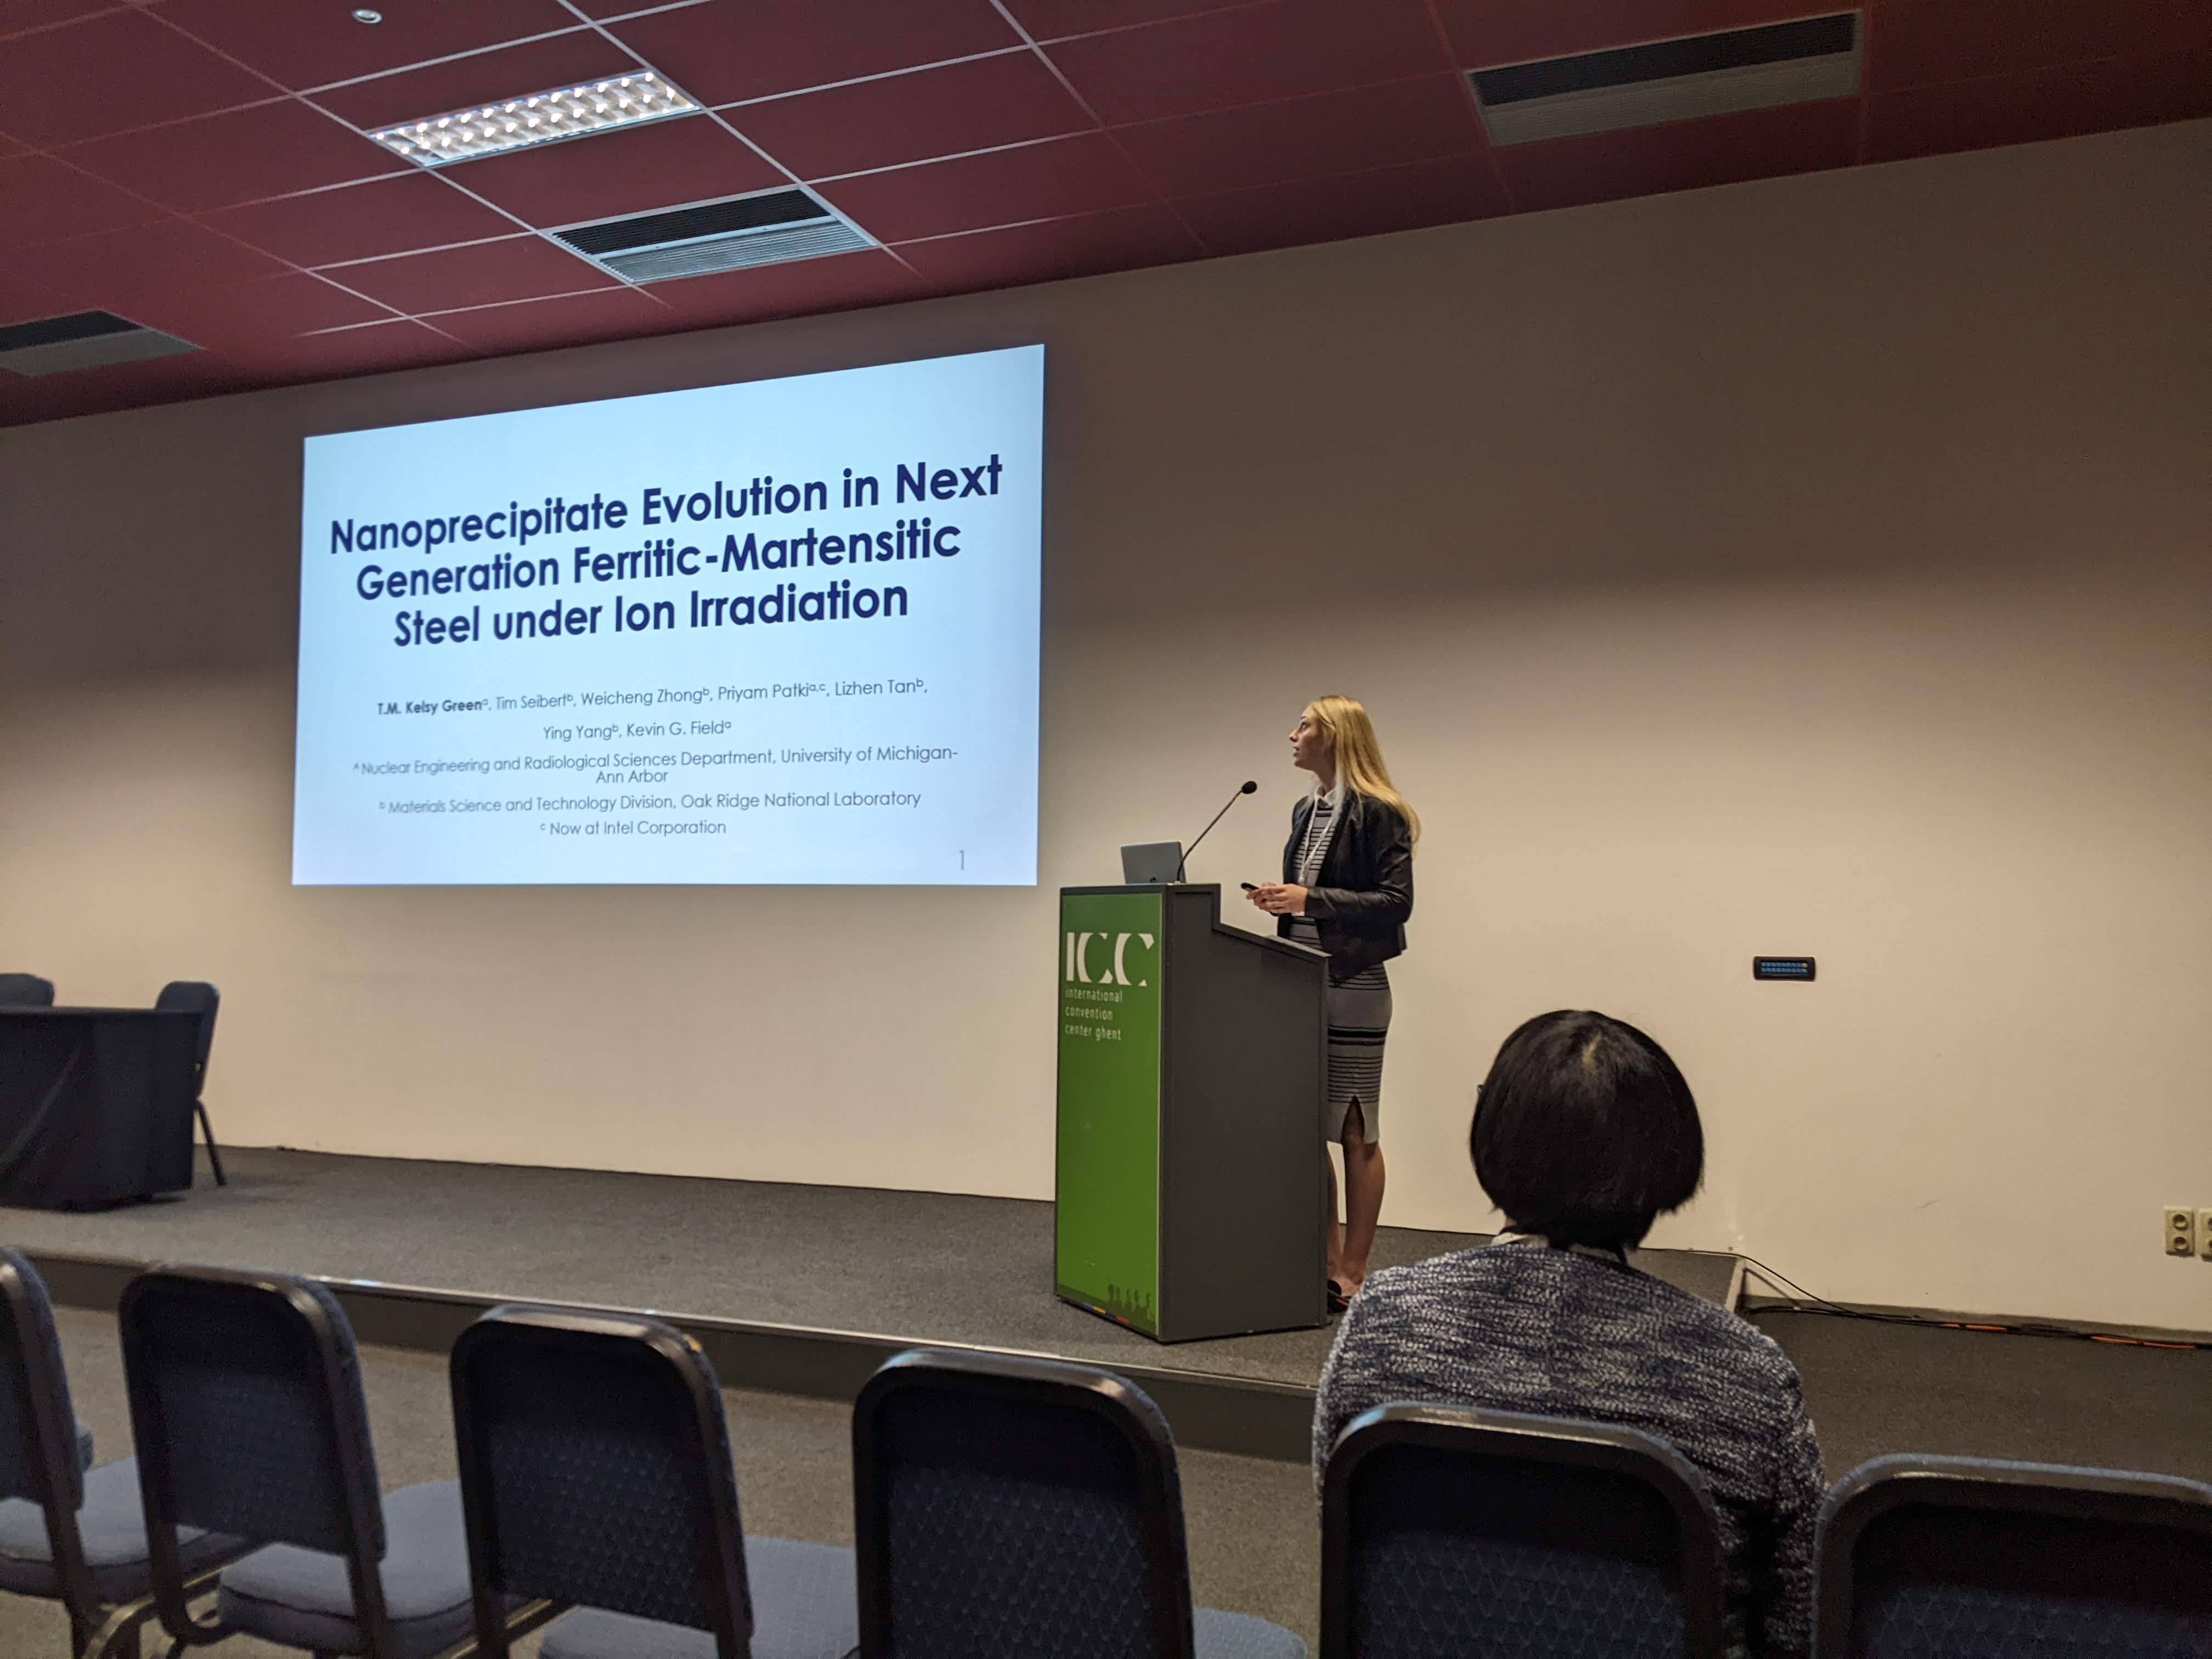 Nanoprecipitate Evolution in Next
Generation Ferritic-Martensitic
Steel under Ion Irradiation
T.M. Kelsy Greenᵃ, Tim Seibertᵇ, Weicheng Zhongᵇ, Priyam Patkiᵃ,ᶜ, Lizhen Tanᵇ,
Ying Yangᵇ, Kevin G. Fieldᵃ
ᴬ Nuclear Engineering and Radiological Sciences Department, University of Michigan-
Ann Arbor
ᵇ Materials Science and Technology Division, Oak Ridge National Laboratory
ᶜ Now at Intel Corporation
1
ICC
international
convention
center ghent